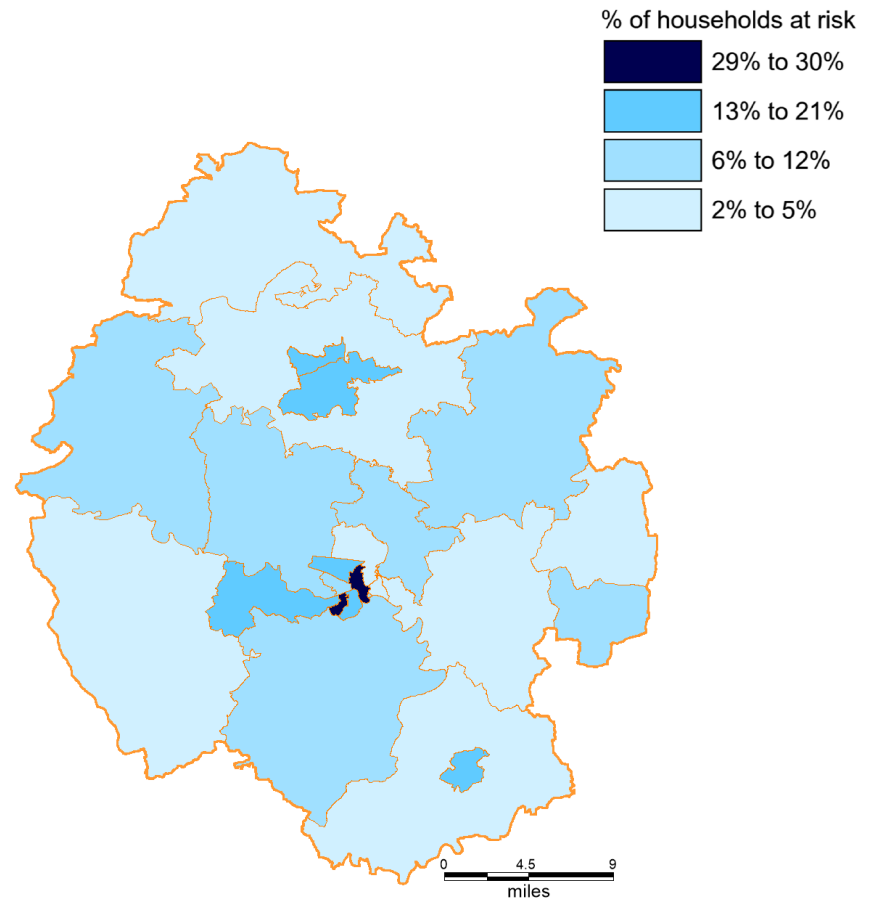 % of households at risk
29% to 30%
13% to 21%
6% to 12%
2% to 5%
0 4.5 9
miles